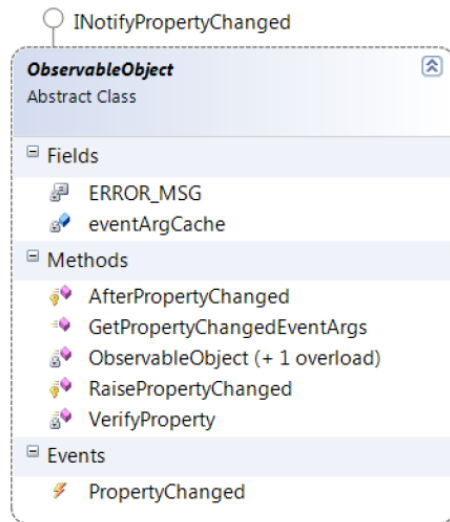 INotifyPropertyChanged
ObservableObject
Abstract Class
Fields
ERROR_MSG
eventArgCache
Methods
AfterPropertyChanged
GetPropertyChangedEventArgs
ObservableObject (+ 1 overload)
RaisePropertyChanged
VerifyProperty
Events
PropertyChanged